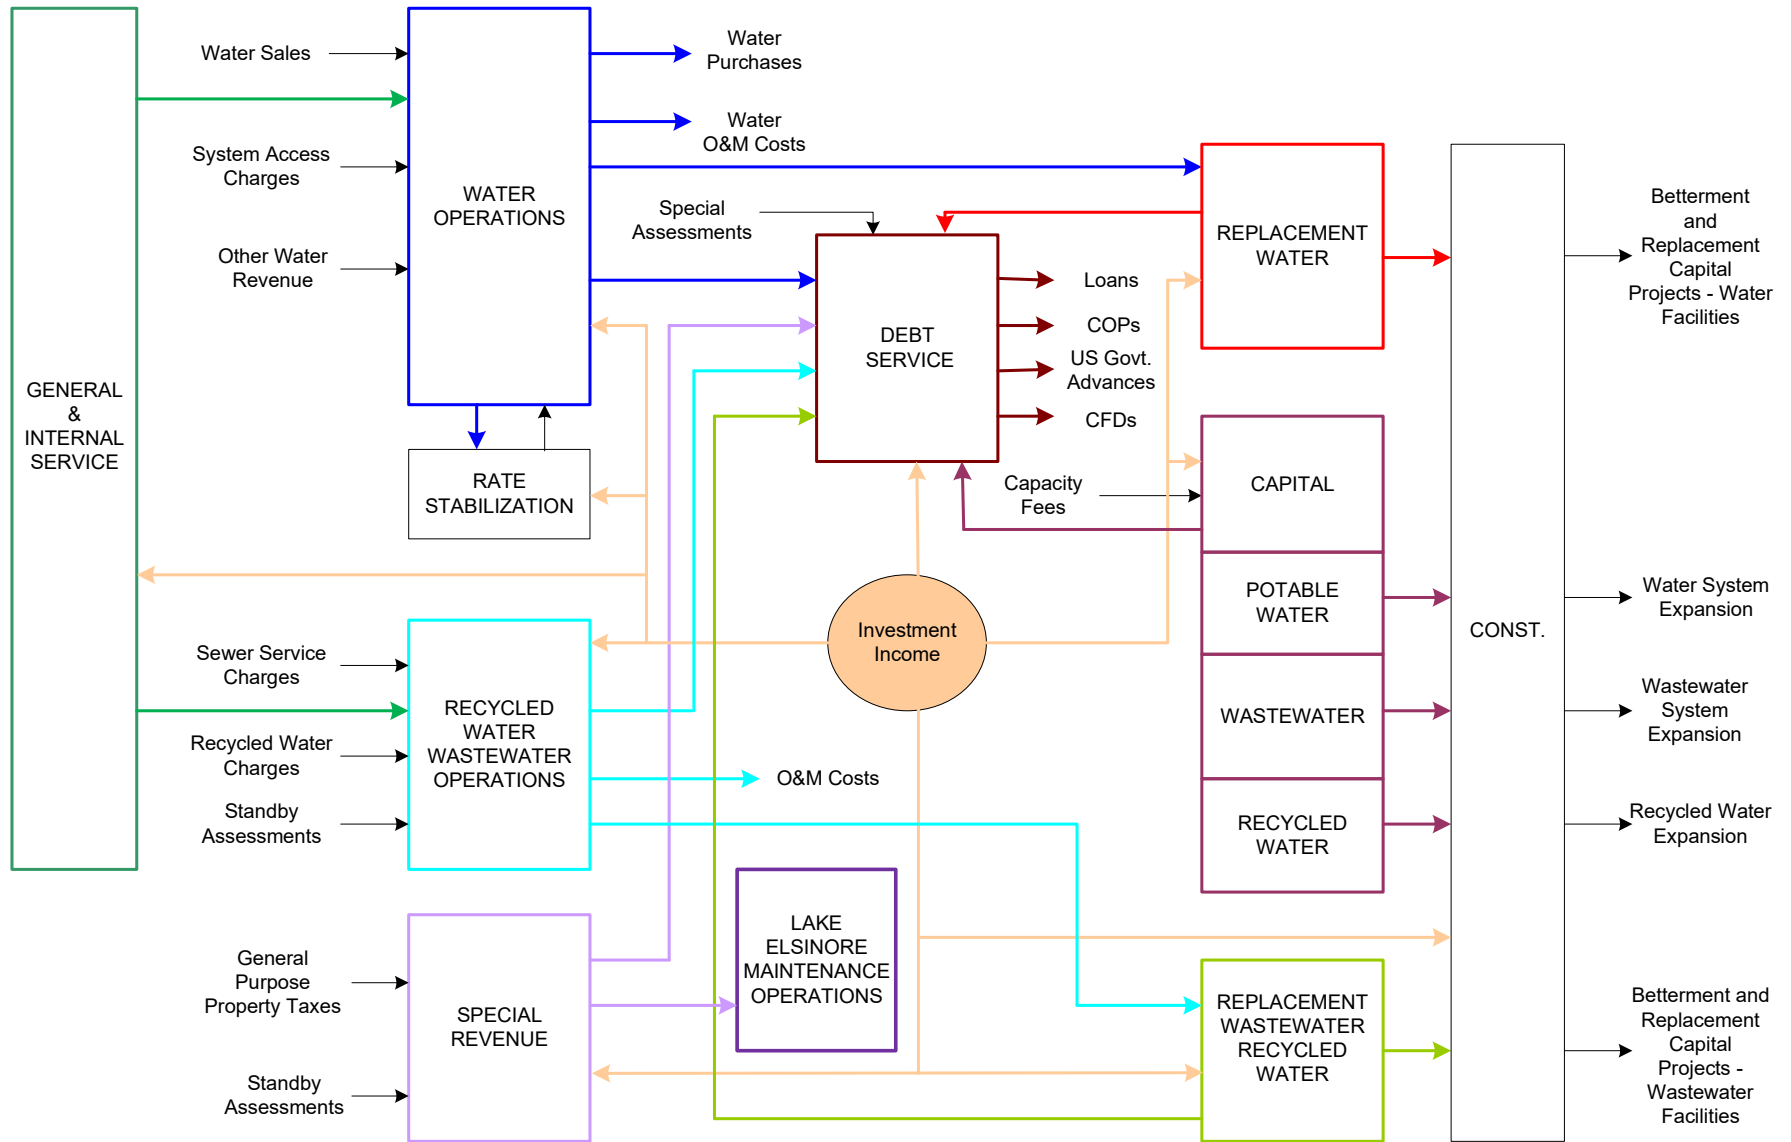 GENERAL
&
INTERNAL
SERVICE
Water Sales
System Access
Charges
Other Water
Revenue
WATER
OPERATIONS
Water
Purchases
Water
O&M Costs
RATE
STABILIZATION
Special
Assessments
DEBT
SERVICE
Loans
COPs
US Govt.
Advances
CFDs
Capacity
Fees
REPLACEMENT
WATER
CAPITAL
POTABLE
WATER
WASTEWATER
RECYCLED
WATER
CONST.
Betterment
and
Replacement
Capital
Projects - Water
Facilities
Water System
Expansion
Wastewater
System
Expansion
Recycled Water
Expansion
Investment
Income
Sewer Service
Charges
Recycled Water
Charges
Standby
Assessments
RECYCLED
WATER
WASTEWATER
OPERATIONS
O&M Costs
General
Purpose
Property Taxes
Standby
Assessments
SPECIAL
REVENUE
LAKE
ELSINORE
MAINTENANCE
OPERATIONS
REPLACEMENT
WASTEWATER
RECYCLED
WATER
Betterment and
Replacement
Capital
Projects -
Wastewater
Facilities